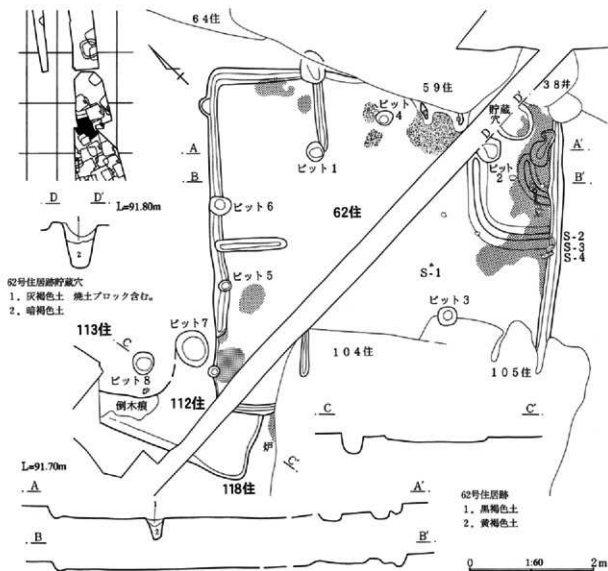 64住
59住
38井
貯蔵穴
D
D'
ピット4
A
A'
ピット1
B
ピット2
B'
D
D'
L=91.80m
ピット6
62住
2
S-2
S-3
S-4
62号住居跡貯蔵穴
1. 灰褐色土 焼土ブロック含む。
2. 暗褐色土
ピット5
S-1
ピット3
113住
C
ピット7
104住
105住
ピット8
倒木痕
112住
C
C'
炉
L=91.70m
118住
C'
A
1
A'
2
B
B'
62号住居跡
1. 黒褐色土
2. 黄褐色土
0
1:60
2m